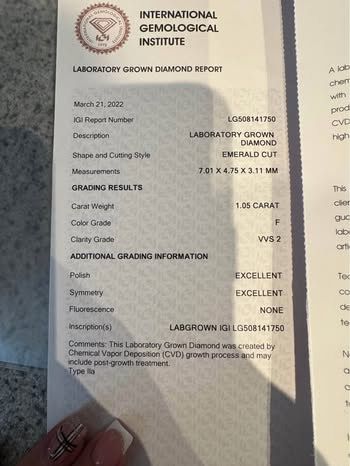 INTERNATIONAL
GEMOLOGICAL
INSTITUTE
LABORATORY GROWN DIAMOND REPORT
March 21, 2022
IGI Report Number LG508141750
Description LABORATORY GROWN
DIAMOND
Shape and Cutting Style EMERALD CUT
Measurements 7.01 X 4.75 X 3.11 MM
GRADING RESULTS
Carat Weight 1.05 CARAT
Color Grade F
Clarity Grade VVS 2
ADDITIONAL GRADING INFORMATION
Polish EXCELLENT
Symmetry EXCELLENT
Fluorescence NONE
Inscription(s) LABGROWN IGI LG508141750
Comments: This Laboratory Grown Diamond was created by
Chemical Vapor Deposition (CVD) growth process and may
include post-growth treatment.
Type IIa
A
with
CVD
high
This